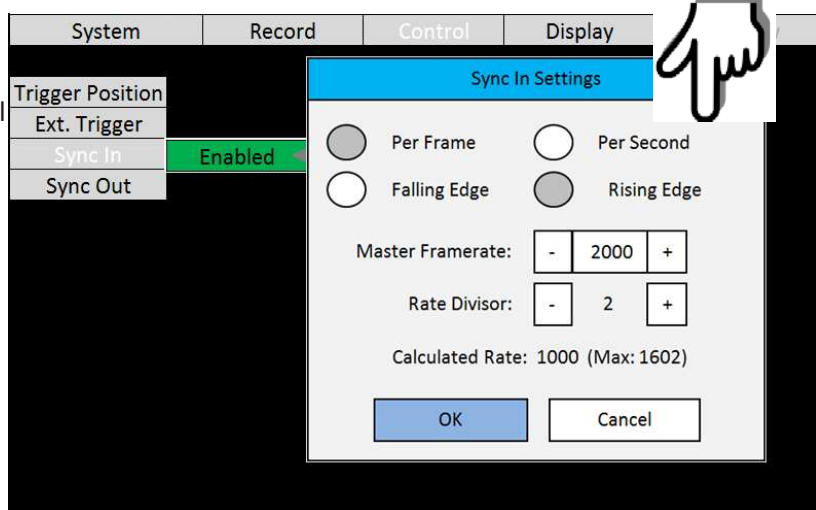 System Record Control Display
Sync In Settings
Trigger Position
Ext. Trigger
Sync In Enabled
Sync Out
Per Frame Per Second
Falling Edge Rising Edge
Master Framerate: - 2000 +
Rate Divisor: - 2 +
Calculated Rate: 1000 (Max: 1602)
OK Cancel